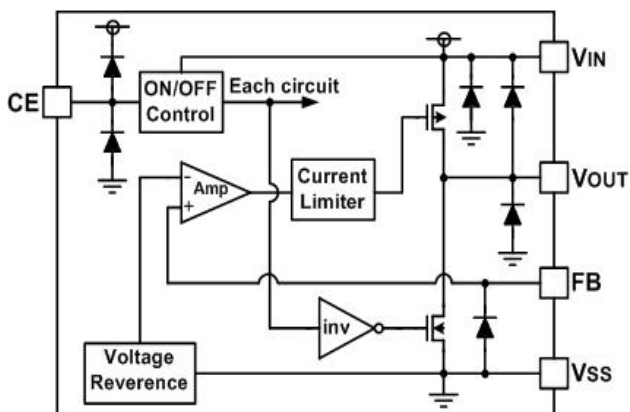 VIN
CE
ON/OFF
Control
Each circuit
-
Amp
+
Current
Limiter
VOUT
FB
inv
Voltage
Reverence
VSS